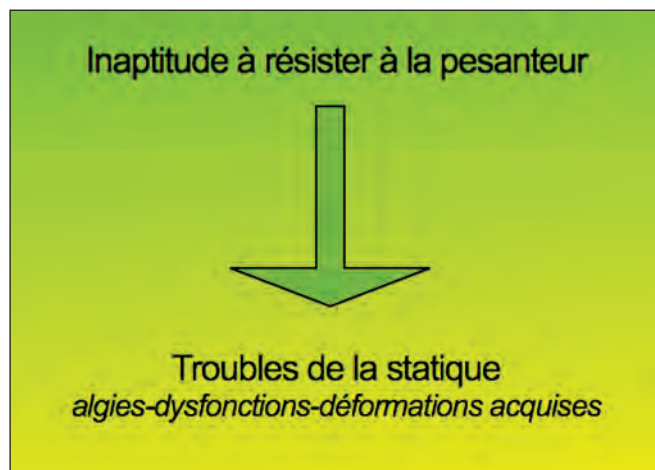 Inaptitude à résister à la pesanteur
Troubles de la statique
algies-dysfonctions-déformations acquises